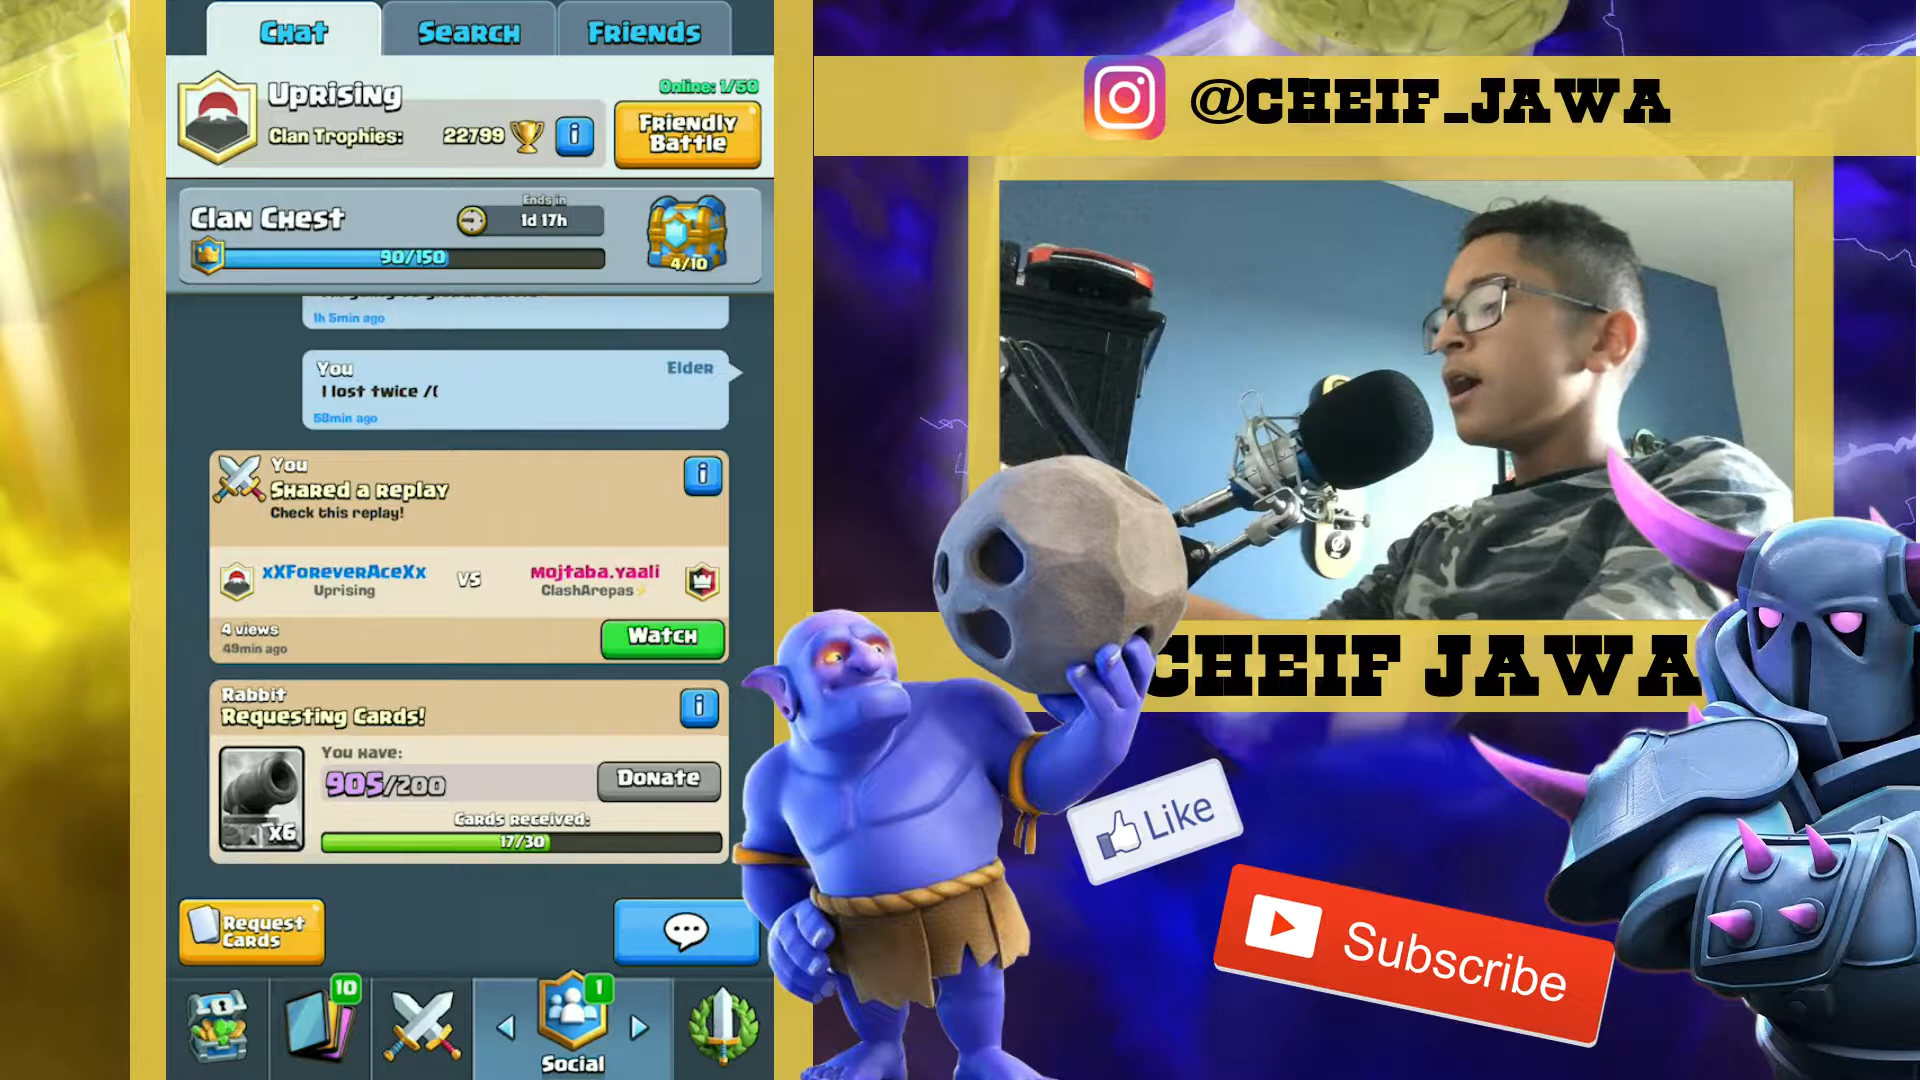 Chat
Search
Friends
Uprising
Online: 1/50
Clan Trophies: 22799
Friendly
Battle
Clan Chest
Ends in
1d 17h
90/150
4/10
1h 5min ago
You
Elder
I lost twice /(
58min ago
You
Shared a replay
Check this replay!
xXForeverAceXx
vs
mojtaba.yaali
Uprising
ClashArepas⚡
4 views
49min ago
Watch
Rabbit
Requesting Cards!
You have:
905/200
Donate
x6
Cards received:
17/30
Request
Cards
10
1
Social
@CHEIF_JAWA
CHEIF JAWA
Like
Subscribe